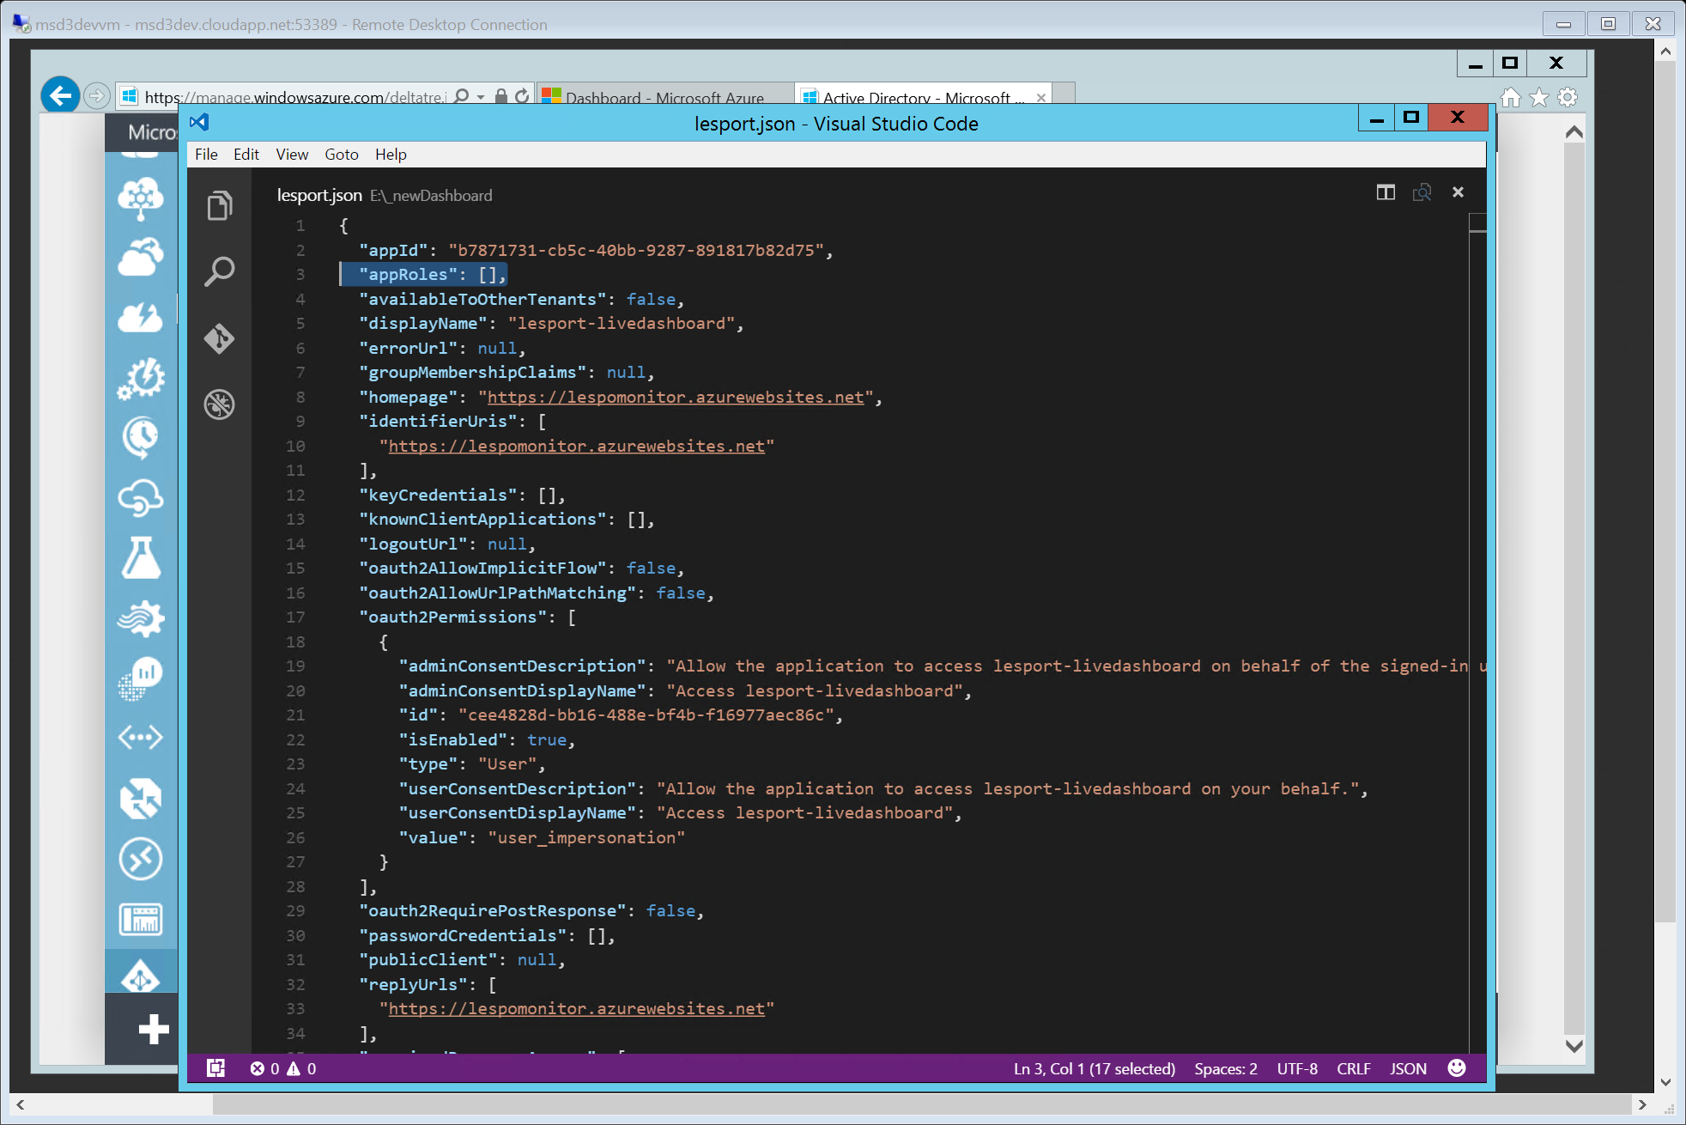 msd3devvm - msd3dev.cloudapp.net:53389 - Remote Desktop Connection
https://manage.windowsazure.com/deltatre.
Dashboard - Microsoft Azure
Active Directory - Microsoft ...
Micro
lesport.json - Visual Studio Code
File Edit View Goto Help
lesport.json E:\_newDashboard
1 {
2 "appId": "b7871731-cb5c-40bb-9287-891817b82d75",
3 "appRoles": [],
4 "availableToOtherTenants": false,
5 "displayName": "lesport-livedashboard",
6 "errorUrl": null,
7 "groupMembershipClaims": null,
8 "homepage": "https://lespomonitor.azurewebsites.net",
9 "identifierUris": [
10 "https://lespomonitor.azurewebsites.net"
11 ],
12 "keyCredentials": [],
13 "knownClientApplications": [],
14 "logoutUrl": null,
15 "oauth2AllowImplicitFlow": false,
16 "oauth2AllowUrlPathMatching": false,
17 "oauth2Permissions": [
18 {
19 "adminConsentDescription": "Allow the application to access lesport-livedashboard on behalf of the signed-in u
20 "adminConsentDisplayName": "Access lesport-livedashboard",
21 "id": "cee4828d-bb16-488e-bf4b-f16977aec86c",
22 "isEnabled": true,
23 "type": "User",
24 "userConsentDescription": "Allow the application to access lesport-livedashboard on your behalf.",
25 "userConsentDisplayName": "Access lesport-livedashboard",
26 "value": "user_impersonation"
27 }
28 ],
29 "oauth2RequirePostResponse": false,
30 "passwordCredentials": [],
31 "publicClient": null,
32 "replyUrls": [
33 "https://lespomonitor.azurewebsites.net"
34 ],
0 0 Ln 3, Col 1 (17 selected) Spaces: 2 UTF-8 CRLF JSON